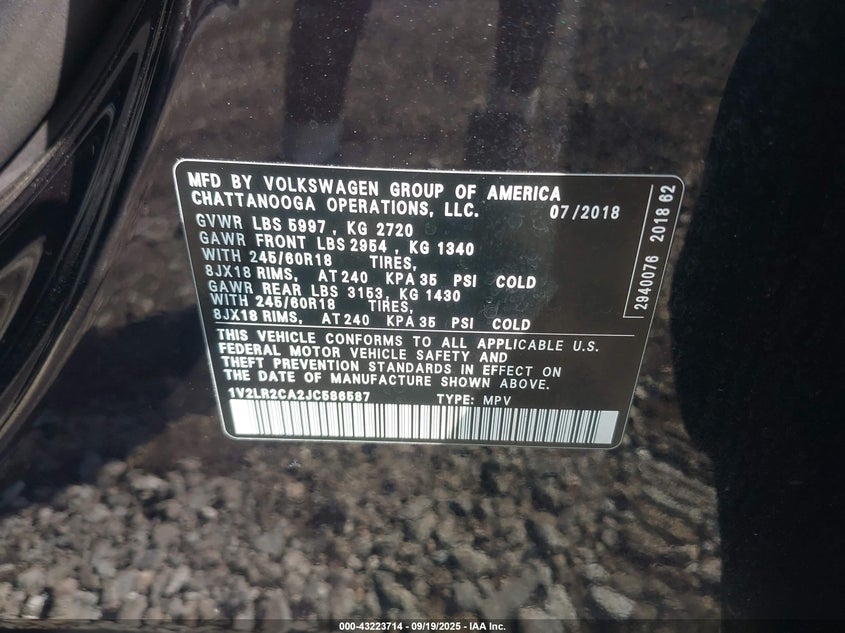 MFD BY VOLKSWAGEN GROUP OF AMERICA
CHATTANOOGA OPERATIONS, LLC. 07/2018
GVWR LBS 5997 , KG 2720
GAWR FRONT LBS 2954 , KG 1340
WITH 245/60R18 TIRES,
8JX18 RIMS, AT 240 KPA 35 PSI COLD
GAWR REAR LBS 3153, KG 1430
WITH 245/60R18 TIRES,
8JX18 RIMS, AT 240 KPA 35 PSI COLD
THIS VEHICLE CONFORMS TO ALL APPLICABLE U.S.
FEDERAL MOTOR VEHICLE SAFETY AND
THEFT PREVENTION STANDARDS IN EFFECT ON
THE DATE OF MANUFACTURE SHOWN ABOVE.
1V2LR2CA2JC586587 TYPE: MPV
2940076 2018 62
000-43223714 - 09/19/2025 - IAA Inc.